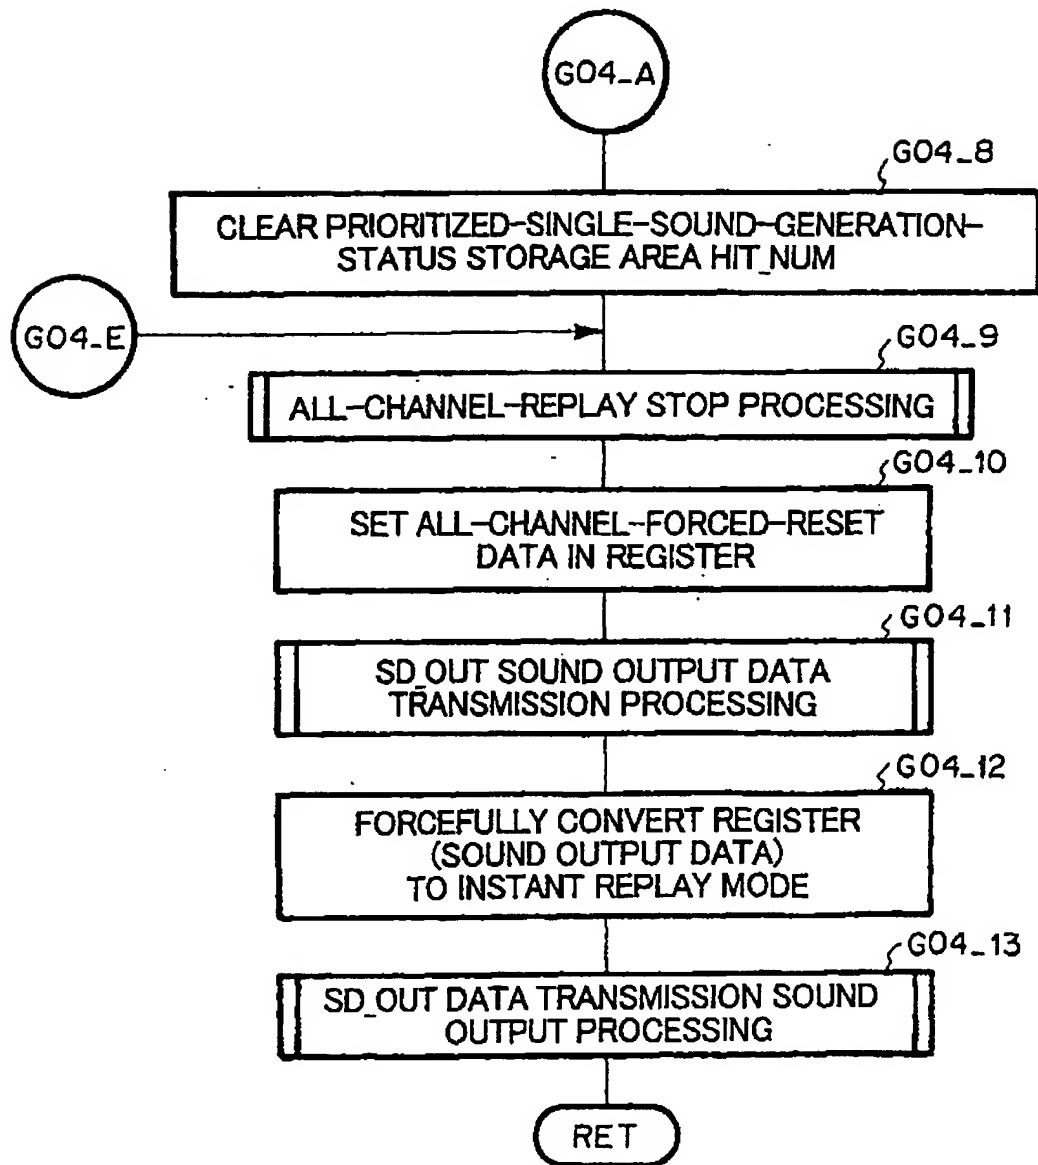 G04_A
G04_8
CLEAR PRIORITIZED-SINGLE-SOUND-GENERATION-
STATUS STORAGE AREA HIT_NUM
G04_E
G04_9
ALL-CHANNEL-REPLAY STOP PROCESSING
G04_10
SET ALL-CHANNEL-FORCED-RESET
DATA IN REGISTER
G04_11
SD_OUT SOUND OUTPUT DATA
TRANSMISSION PROCESSING
G04_12
FORCEFULLY CONVERT REGISTER
(SOUND OUTPUT DATA)
TO INSTANT REPLAY MODE
G04_13
SD_OUT DATA TRANSMISSION SOUND
OUTPUT PROCESSING
RET